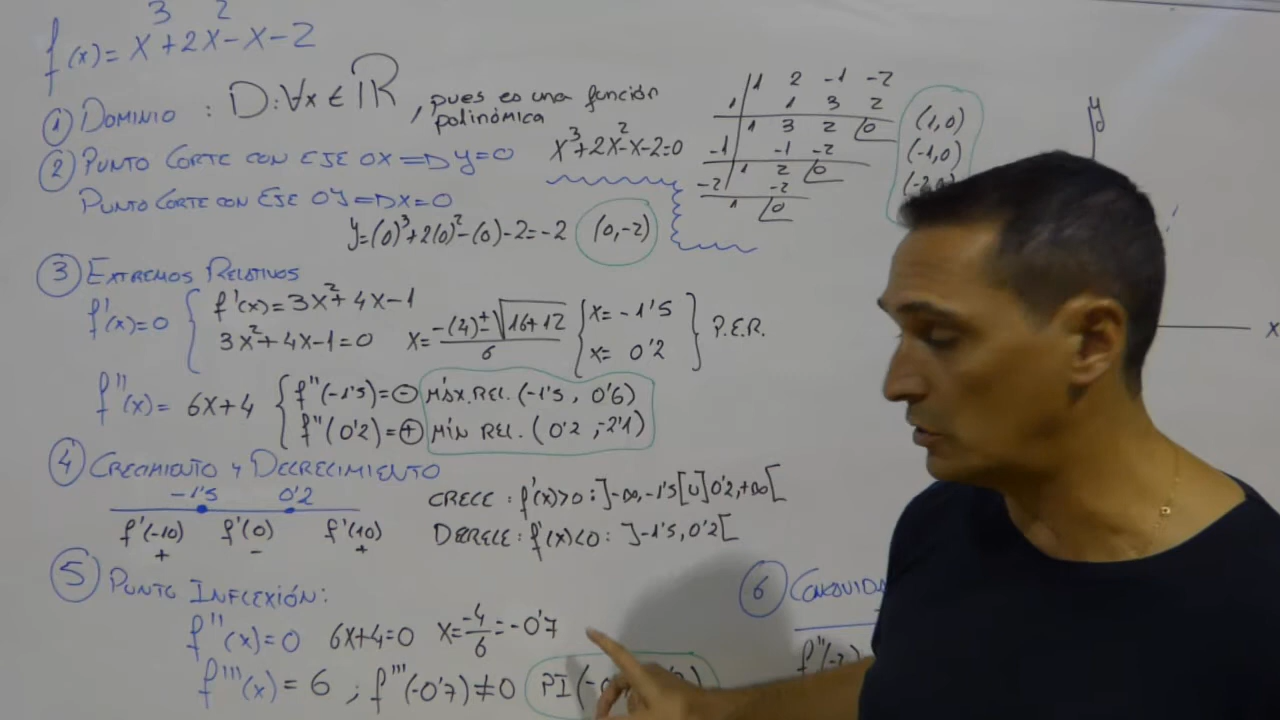 f(x) = x³+2x²-x-2
① DOMINIO : D:∀x ∈ ℝ, pues es una función polinómica
② PUNTO CORTE CON EJE OX ⇒ y=0 x³+2x²-x-2=0
1 2 -1 -2
1 1 3 2
1 3 2 0
-1 -1 -2
1 2 0
-2 -2
1 0
(1,0)
(-1,0)
(-2,0)
PUNTO CORTE CON EJE OY ⇒ x=0
y=(0)³+2(0)²-(0)-2=-2 (0,-2)
③ EXTREMOS RELATIVOS
f'(x)=0 { f'(x)=3x²+4x-1
3x²+4x-1=0 x= -(4)±√16+12 / 6 { x=-1'5
x= 0'2 } P.E.R.
f''(x)= 6x+4 { f''(-1'5)=⊖ MÁX.REL.(-1'5, 0'6)
f''(0'2)=⊕ MÍN REL. (0'2,-2'1)
④ CRECIMIENTO Y DECRECIMIENTO
-1'5 0'2
f'(-10) f'(0) f'(10)
+ - +
CRECE : f'(x)>0 : ]-∞,-1'5[U]0'2,+∞[
DECRECE : f'(x)<0 : ]-1'5,0'2[
⑤ PUNTO INFLEXIÓN:
f''(x)=0 6x+4=0 x=-4/6=-0'7
f'''(x) = 6 ; f'''(-0'7)≠0 PI
⑥
f''(-2)
y
x